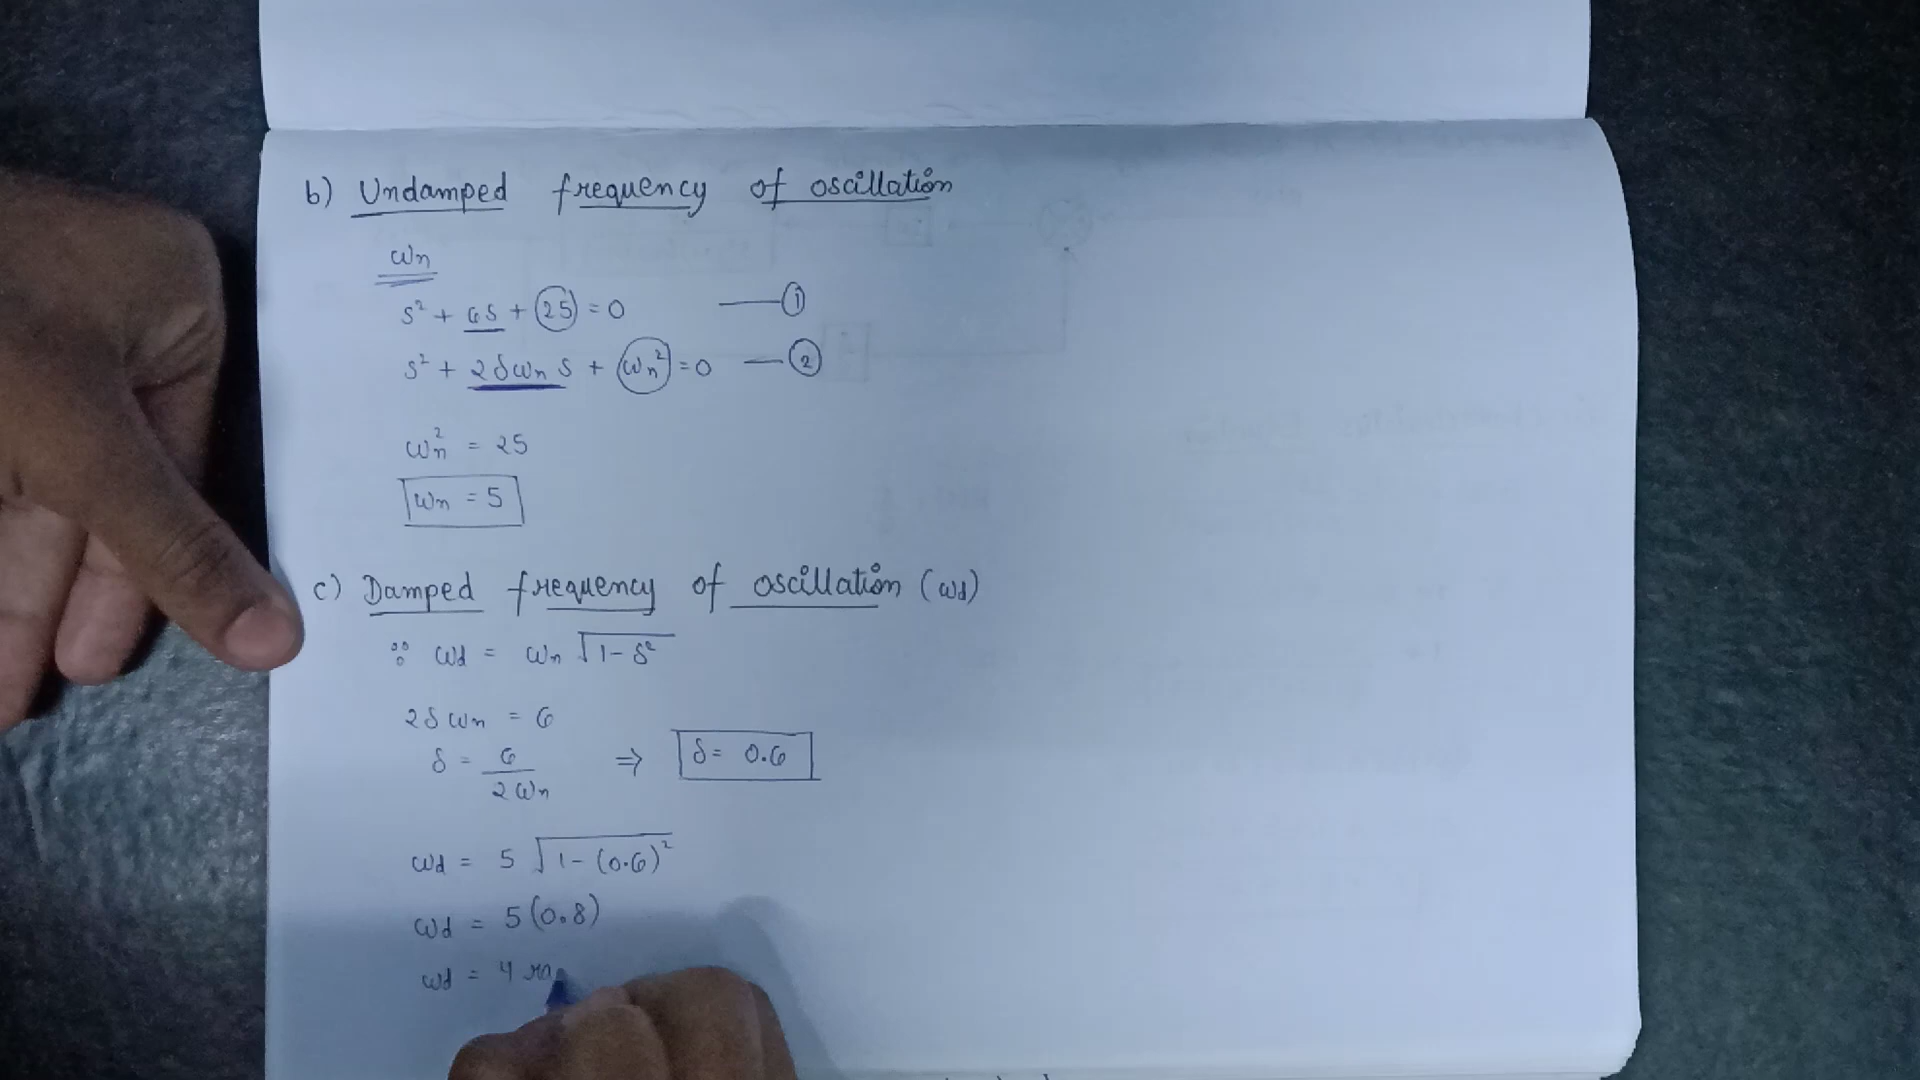 b) Undamped frequency of oscillation
ωn
s² + 6s + 25 = 0 —— ①
s² + 2δωn s + ωn² = 0 — ②
ωn² = 25
ωn = 5
c) Damped frequency of oscillation (ωd)
∵ ωd = ωn √1-δ²
2δωn = 6
δ = 6/2ωn ⇒ δ = 0.6
ωd = 5 √1-(0.6)²
ωd = 5(0.8)
ωd = 4 ra